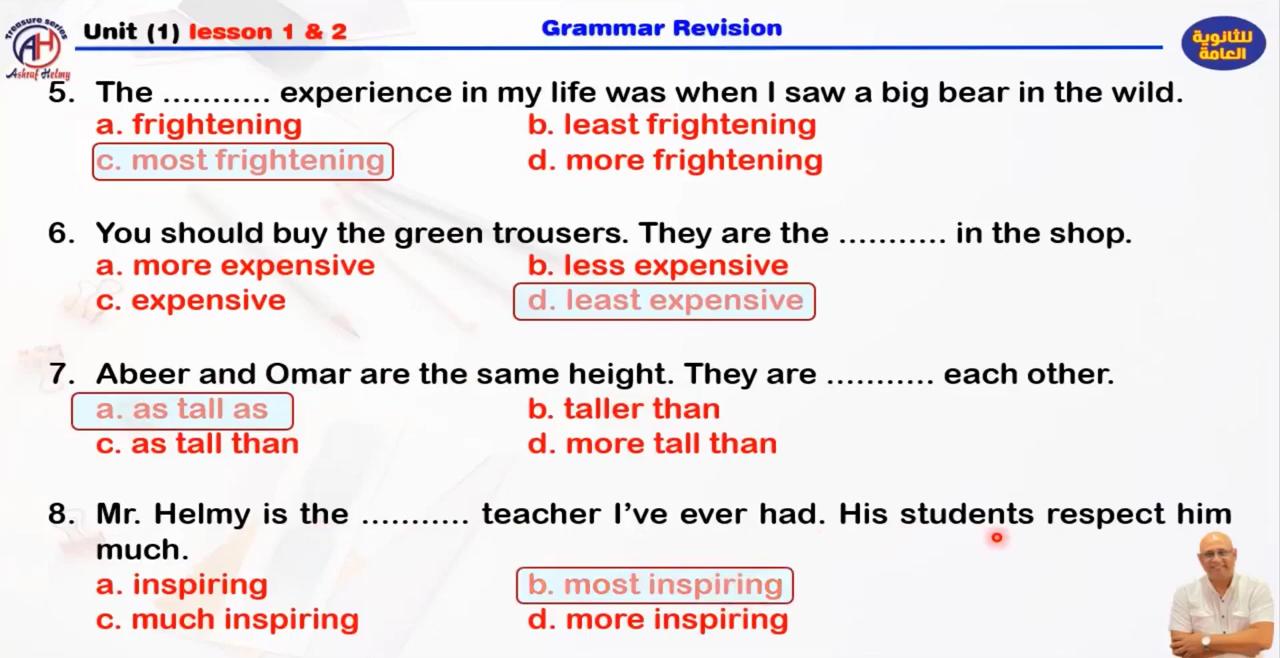 Treasure series
AH
Ashraf Helmy
Unit (1) lesson 1 & 2
Grammar Revision
للثانوية
العامة
5. The ........... experience in my life was when I saw a big bear in the wild.
a. frightening b. least frightening
c. most frightening d. more frightening
6. You should buy the green trousers. They are the ........... in the shop.
a. more expensive b. less expensive
c. expensive d. least expensive
7. Abeer and Omar are the same height. They are ........... each other.
a. as tall as b. taller than
c. as tall than d. more tall than
8. Mr. Helmy is the ........... teacher I’ve ever had. His students respect him
much.
a. inspiring b. most inspiring
c. much inspiring d. more inspiring